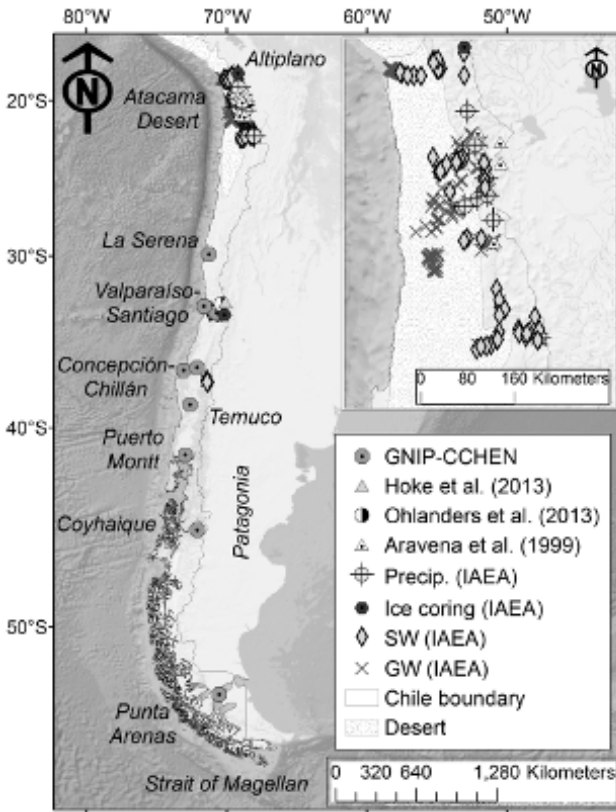 80°W
70°W
60°W
50°W
N
Altiplano
20°S
Atacama
Desert
N
La Serena
30°S
Valparaíso-
Santiago
Concepción-
Chillán
0 80 160 Kilometers
Temuco
40°S
Puerto
Montt
Coyhaique
Patagonia
GNIP-CCHEN
Hoke et al. (2013)
Ohlanders et al. (2013)
Aravena et al. (1999)
Precip. (IAEA)
Ice coring (IAEA)
SW (IAEA)
GW (IAEA)
Chile boundary
Desert
50°S
Punta
Arenas
Strait of Magellan
0 320 640 1,280 Kilometers